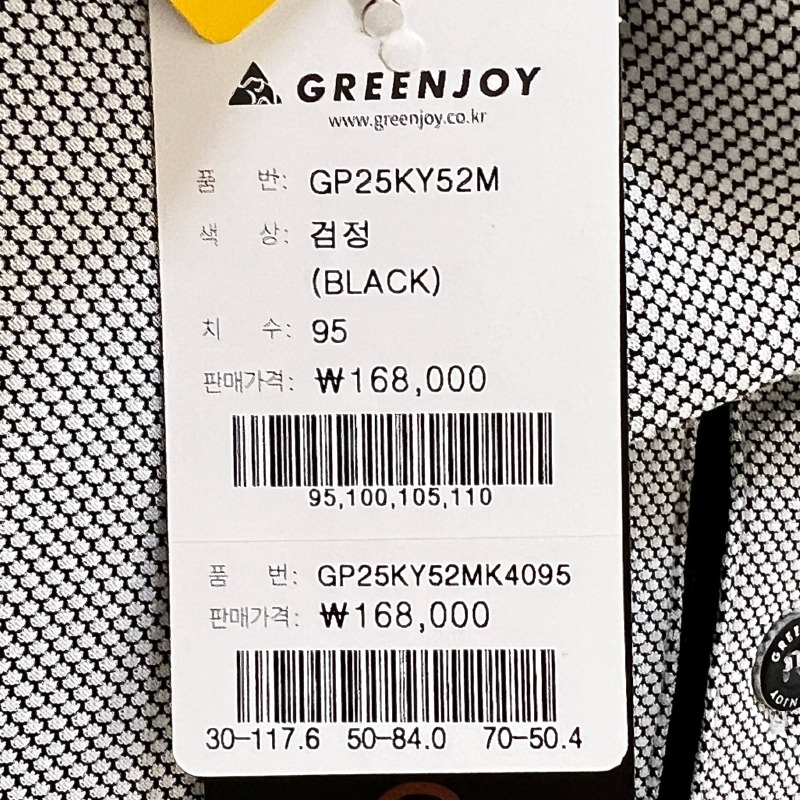 GREENJOY
www.greenjoy.co.kr
품 번: GP25KY52M
색 상: 검정
(BLACK)
치 수: 95
판매가격: ₩168,000
95,100,105,110
품 번: GP25KY52MK4095
판매가격: ₩168,000
30-117.6 50-84.0 70-50.4